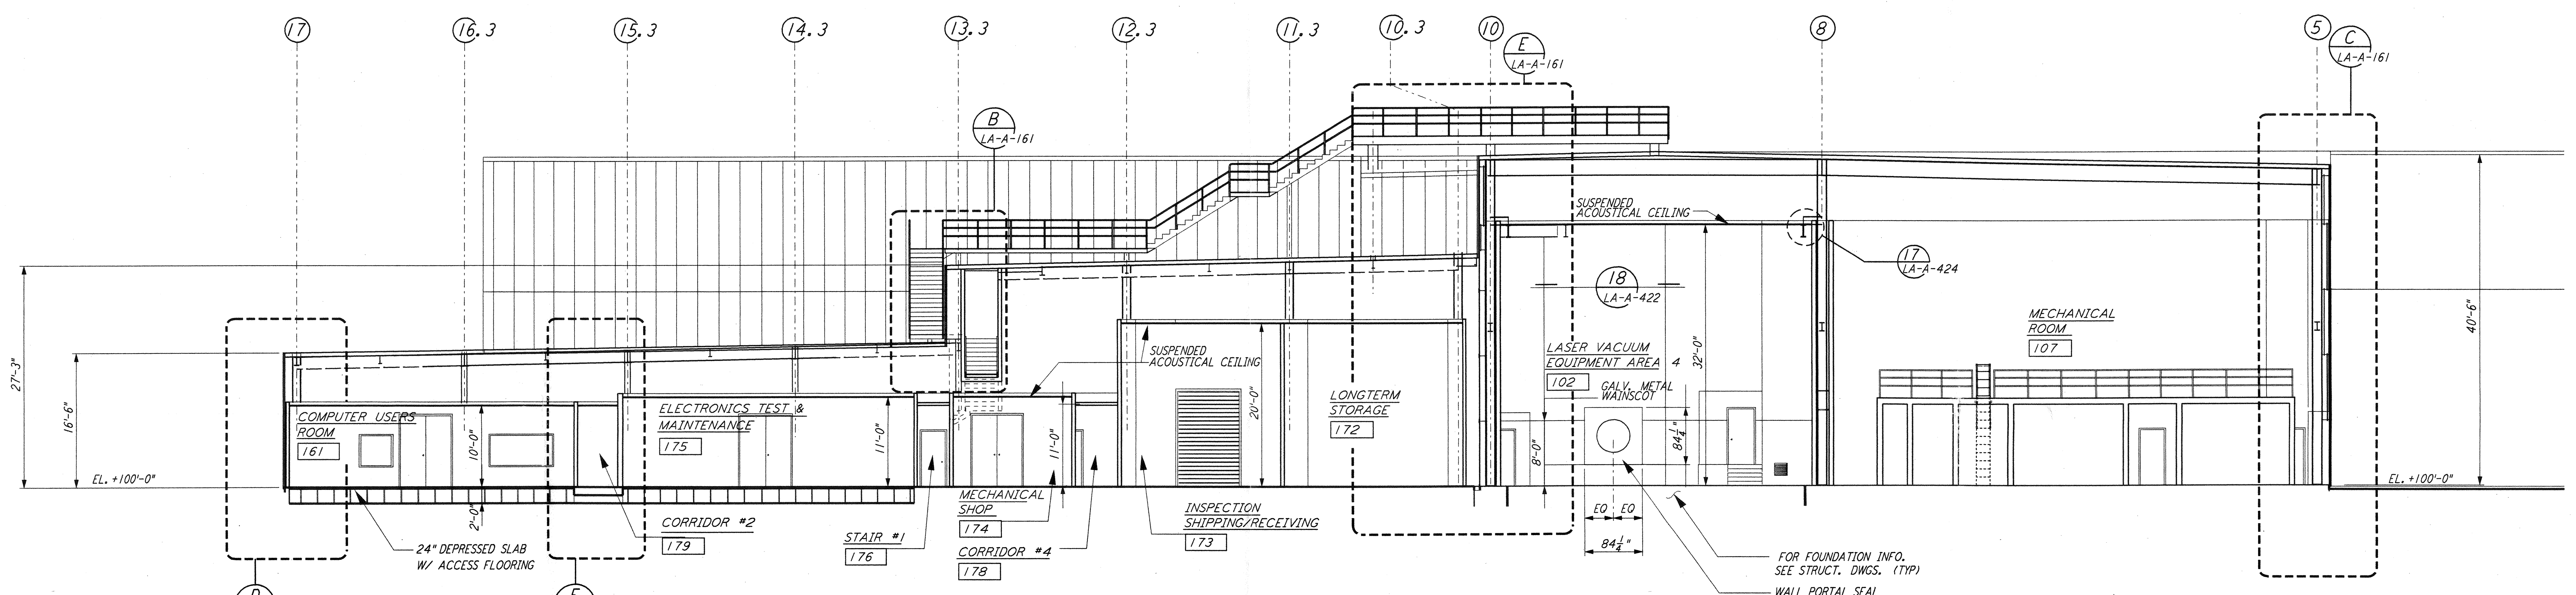 17
16.3
15.3
14.3
13.3
12.3
11.3
10.3
10
8
5
E
LA-A-161
C
LA-A-161
B
LA-A-161
SUSPENDED
ACOUSTICAL CEILING
17
LA-A-424
18
LA-A-422
27'-3"
16'-6"
40'-6"
32'-0"
MECHANICAL
ROOM
107
LASER VACUUM
EQUIPMENT AREA 4
102
GALV. METAL
WAINSCOT
SUSPENDED
ACOUSTICAL CEILING
LONGTERM
STORAGE
172
20'-0"
COMPUTER USERS
ROOM
161
10'-0"
ELECTRONICS TEST &
MAINTENANCE
175
11'-0"
11'-0"
8'-0"
84¼"
EL. +100'-0"
EL. +100'-0"
2'-0"
24" DEPRESSED SLAB
W/ ACCESS FLOORING
CORRIDOR #2
179
STAIR #1
176
MECHANICAL
SHOP
174
CORRIDOR #4
178
INSPECTION
SHIPPING/RECEIVING
173
EQ EQ
84¼"
FOR FOUNDATION INFO.
SEE STRUCT. DWGS. (TYP)
WALL PORTAL SEAL